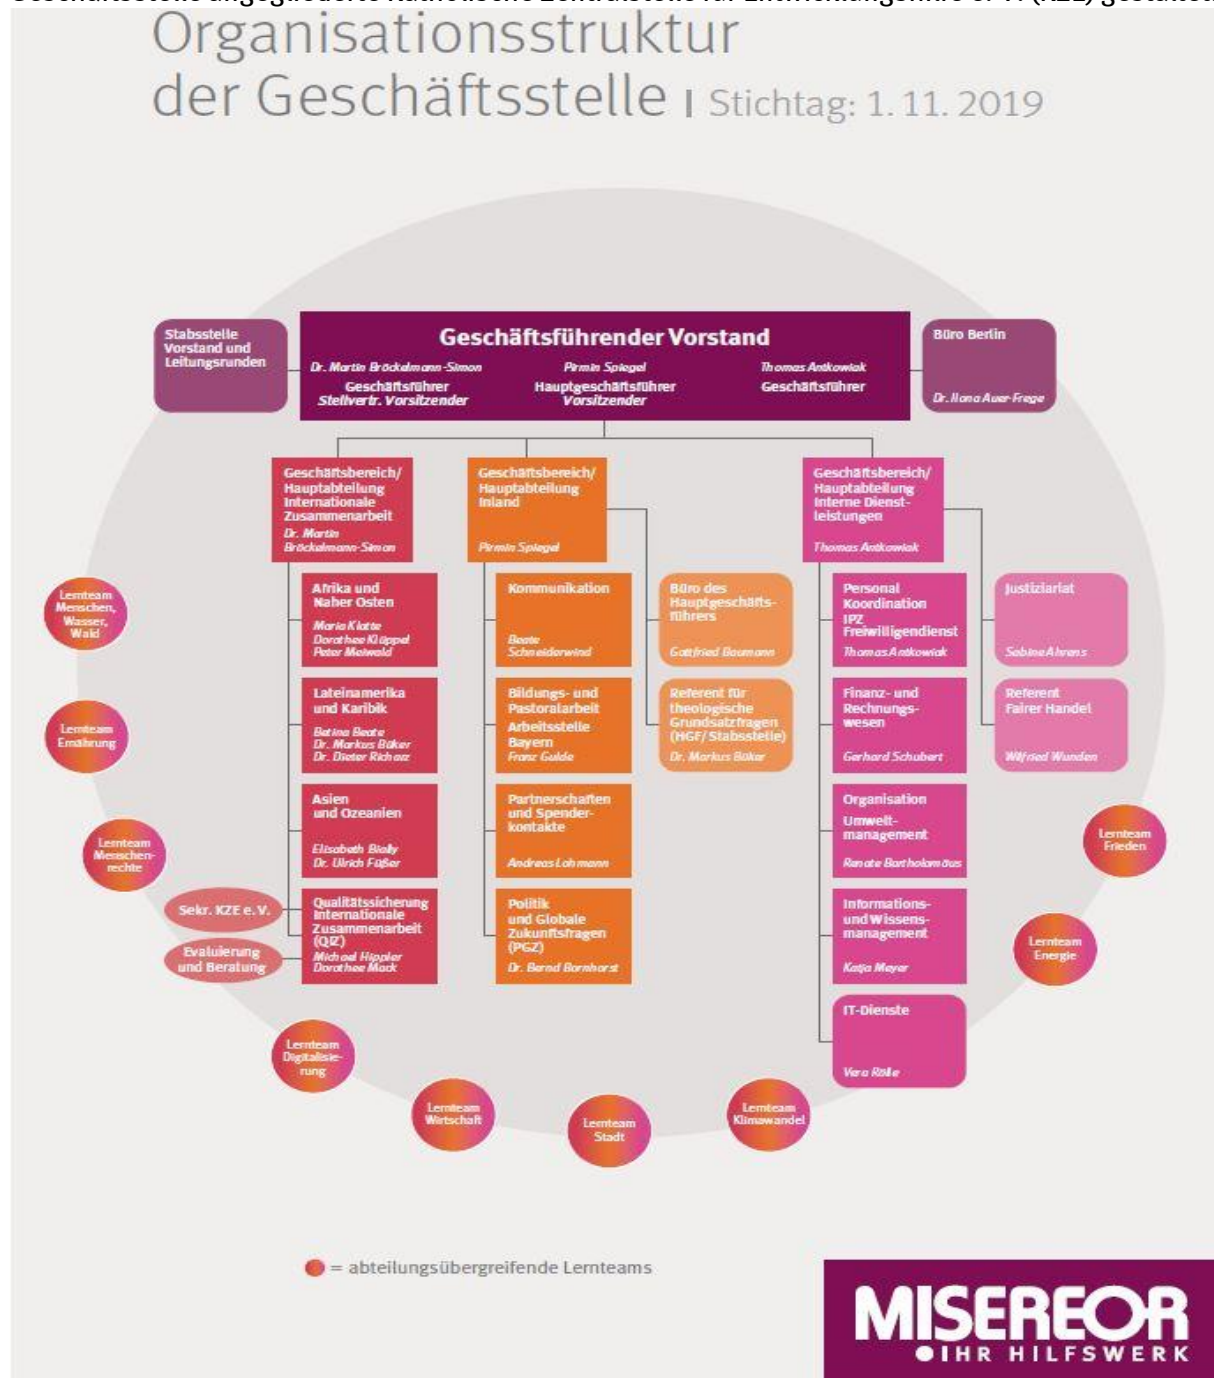 Organisationsstruktur
der Geschäftsstelle | Stichtag: 1. 11. 2019
Stabsstelle
Vorstand und
Leitungsrunden
Geschäftsführender Vorstand
Dr. Martin Bröckelmann-Simon
Geschäftsführer
Stellvertr. Vorsitzender
Pirmin Spiegel
Hauptgeschäftsführer
Vorsitzender
Thomas Antkowiak
Geschäftsführer
Büro Berlin
Dr. Ilona Auer-Frege
Geschäftsbereich/
Hauptabteilung
Internationale
Zusammenarbeit
Dr. Martin
Bröckelmann-Simon
Geschäftsbereich/
Hauptabteilung
Inland
Pirmin Spiegel
Geschäftsbereich/
Hauptabteilung
Interne Dienst-
leistungen
Thomas Antkowiak
Afrika und
Naher Osten
Maria Klatte
Dorothee Klüppel
Peter Meiwald
Lateinamerika
und Karibik
Betina Beate
Dr. Markus Büker
Dr. Dieter Richarz
Asien
und Ozeanien
Elisabeth Bially
Dr. Ulrich Füßer
Qualitätssicherung
Internationale
Zusammenarbeit
(QIZ)
Michael Hippler
Dorothee Mack
Sekr. KZE e. V.
Evaluierung
und Beratung
Kommunikation
Beate
Schneiderwind
Bildungs- und
Pastoralarbeit
Arbeitsstelle
Bayern
Franz Gulde
Partnerschaften
und Spender-
kontakte
Andreas Lohmann
Politik
und Globale
Zukunftsfragen
(PGZ)
Dr. Bernd Bornhorst
Büro des
Hauptgeschäfts-
führers
Gottfried Baumann
Referent für
theologische
Grundsatzfragen
(HGF/Stabsstelle)
Dr. Markus Büker
Personal
Koordination
IPZ
Freiwilligendienst
Thomas Antkowiak
Finanz- und
Rechnungs-
wesen
Gerhard Schubert
Organisation
Umwelt-
management
Renate Bartholomäus
Informations-
und Wissens-
management
Katja Meyer
IT-Dienste
Vera Rölle
Justiziariat
Sabine Ahrens
Referent
Fairer Handel
Wilfried Wunden
Lernteam
Menschen,
Wasser,
Wald
Lernteam
Ernährung
Lernteam
Menschen-
rechte
Lernteam
Digitalisie-
rung
Lernteam
Wirtschaft
Lernteam
Stadt
Lernteam
Klimawandel
Lernteam
Energie
Lernteam
Frieden
= abteilungsübergreifende Lernteams
MISEREOR
IHR HILFSWERK